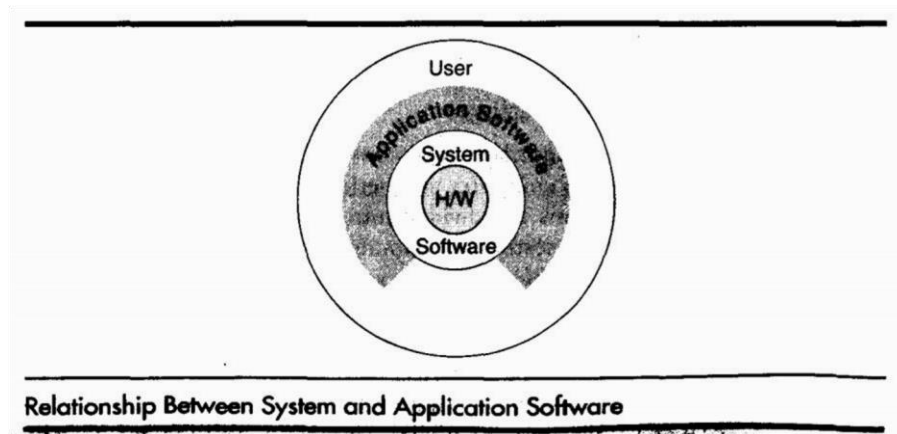 User
Application Software
System
H/W
Software
Relationship Between System and Application Software